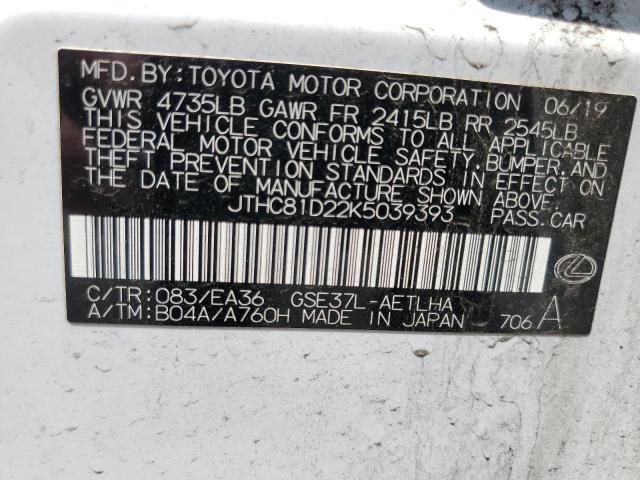 MFD. BY: TOYOTA MOTOR CORPORATION 06/19
GVWR 4735LB GAWR FR 2415LB RR 2545LB
THIS VEHICLE CONFORMS TO ALL APPLICABLE
FEDERAL MOTOR VEHICLE SAFETY, BUMPER, AND
THEFT PREVENTION STANDARDS IN EFFECT ON
THE DATE OF MANUFACTURE SHOWN ABOVE.
JTHC81D22K5039393 PASS. CAR
C/TR: 083/EA36 GSE37L-AETLHA
A/TM: B04A/A760H MADE IN JAPAN 706 A